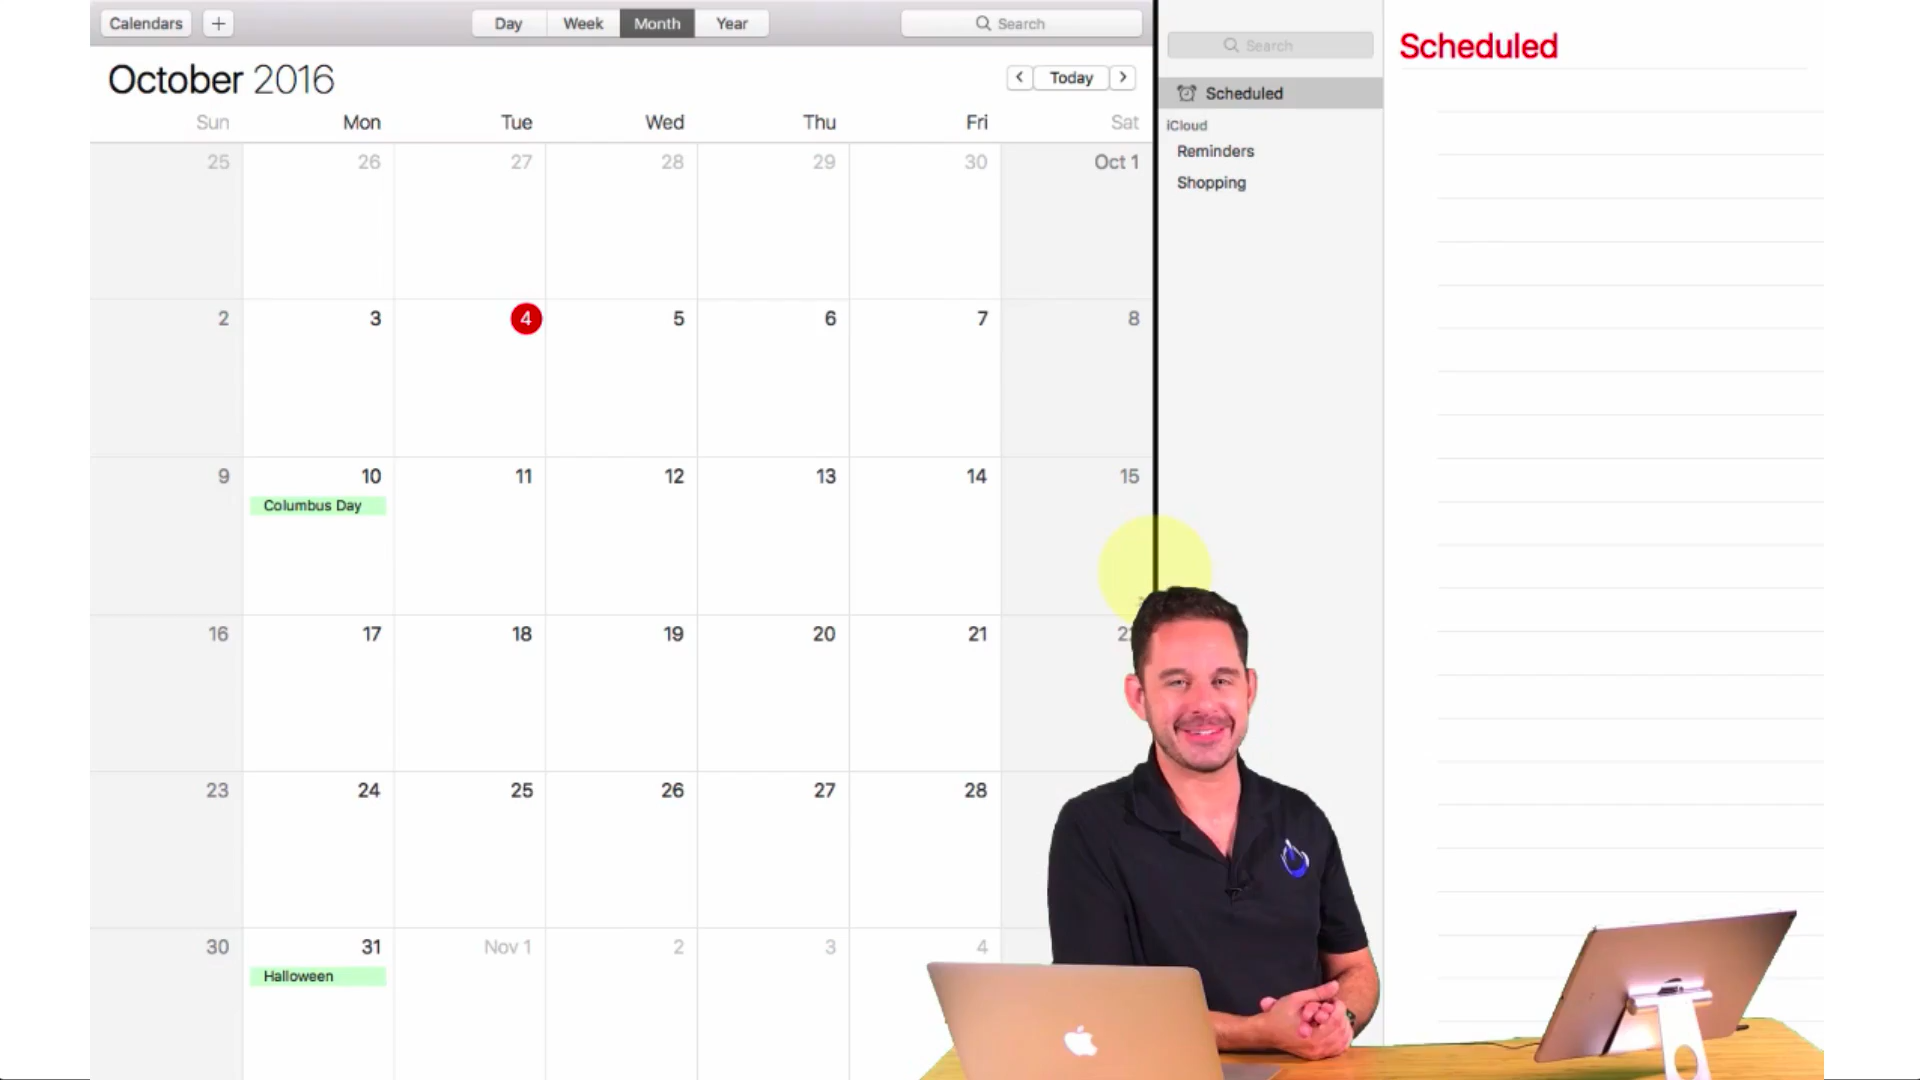 Calendars + Day Week Month Year Search
October 2016
< Today >
Sun Mon Tue Wed Thu Fri Sat
25 26 27 28 29 30 Oct 1
2 3 4 5 6 7 8
9 10 11 12 13 14 15
Columbus Day
16 17 18 19 20 21
23 24 25 26 27 28
30 31 Nov 1 2 3 4
Halloween
Search
Scheduled
iCloud
Reminders
Shopping
Scheduled